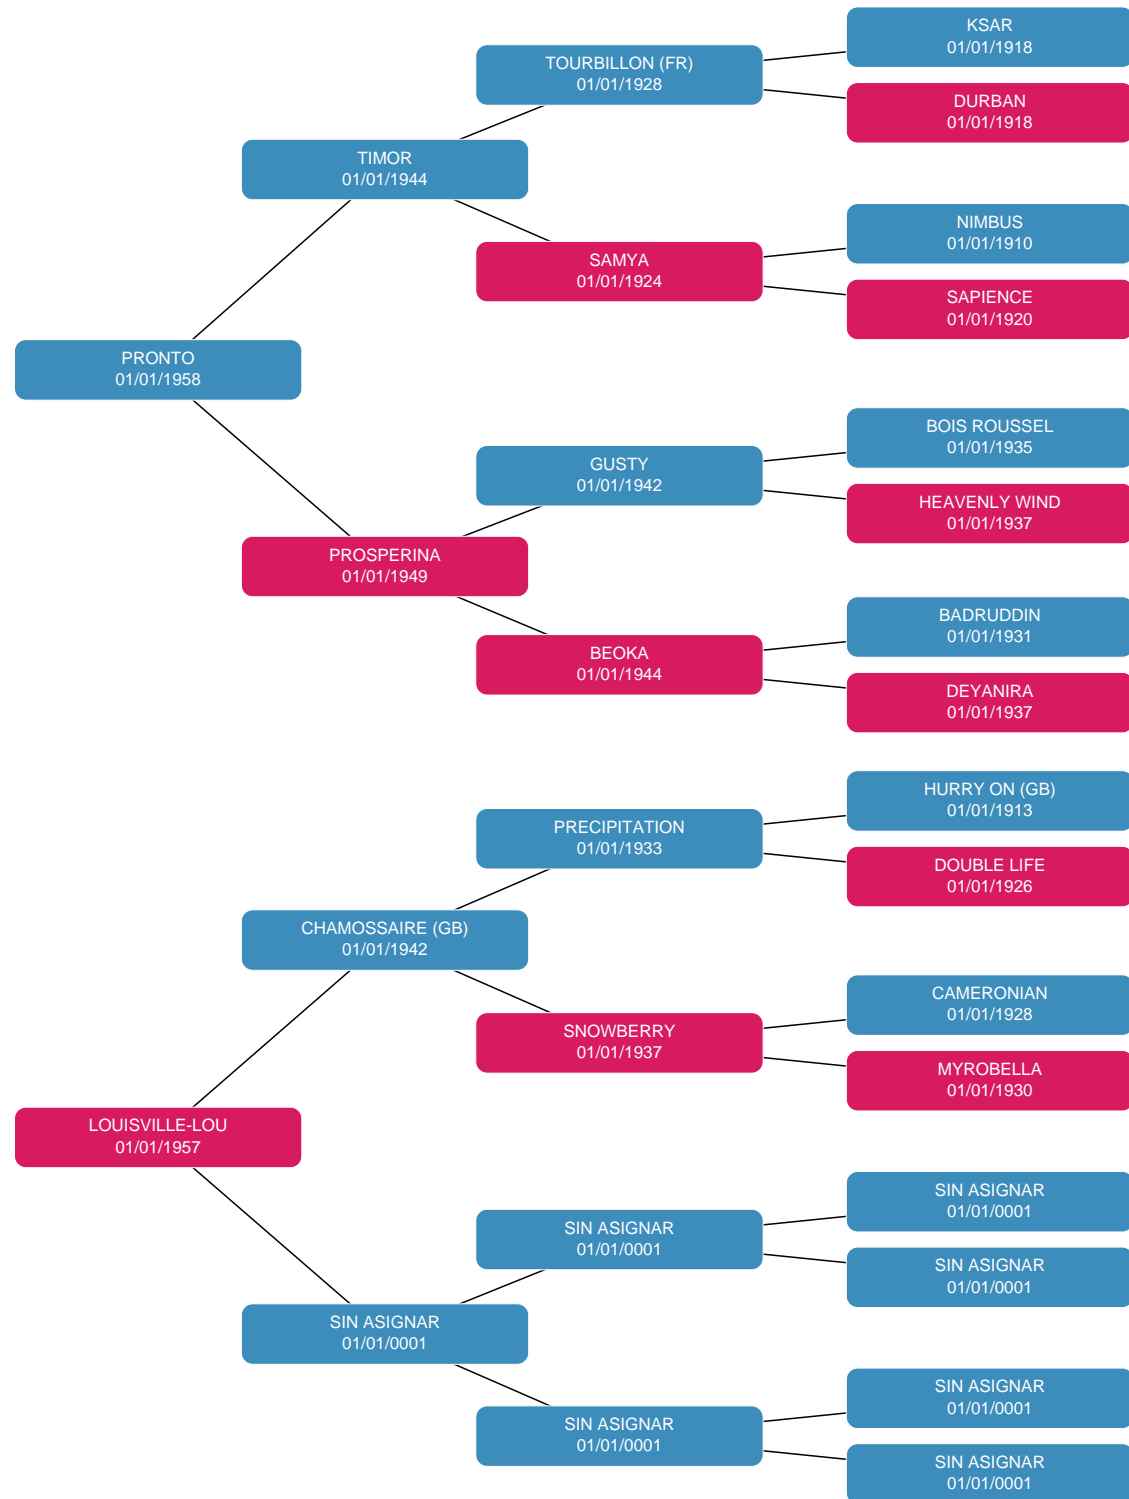 KSAR
01/01/1918
TOURBILLON (FR)
01/01/1928
DURBAN
01/01/1918
TIMOR
01/01/1944
NIMBUS
01/01/1910
SAMYA
01/01/1924
SAPIENCE
01/01/1920
PRONTO
01/01/1958
BOIS ROUSSEL
01/01/1935
GUSTY
01/01/1942
HEAVENLY WIND
01/01/1937
PROSPERINA
01/01/1949
BADRUDDIN
01/01/1931
BEOKA
01/01/1944
DEYANIRA
01/01/1937
HURRY ON (GB)
01/01/1913
PRECIPITATION
01/01/1933
DOUBLE LIFE
01/01/1926
CHAMOSSAIRE (GB)
01/01/1942
CAMERONIAN
01/01/1928
SNOWBERRY
01/01/1937
MYROBELLA
01/01/1930
LOUISVILLE-LOU
01/01/1957
SIN ASIGNAR
01/01/0001
SIN ASIGNAR
01/01/0001
SIN ASIGNAR
01/01/0001
SIN ASIGNAR
01/01/0001
SIN ASIGNAR
01/01/0001
SIN ASIGNAR
01/01/0001
SIN ASIGNAR
01/01/0001